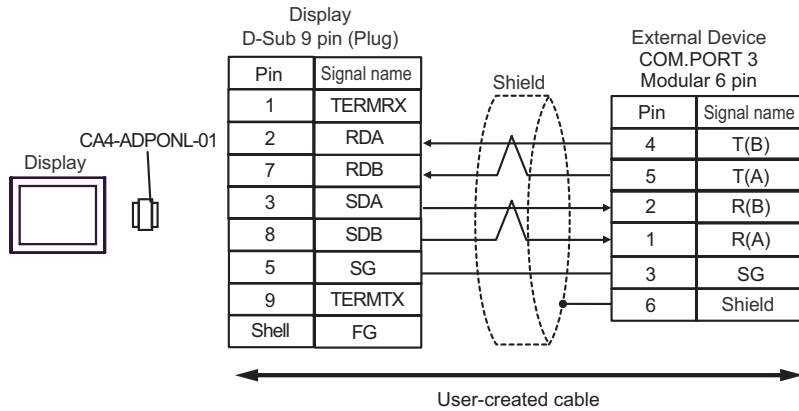 Display
D-Sub 9 pin (Plug)
Pin Signal name
1 TERMRX
2 RDA
7 RDB
3 SDA
8 SDB
5 SG
9 TERMTX
Shell FG
CA4-ADPONL-01
Display
Shield
External Device
COM.PORT 3
Modular 6 pin
Pin Signal name
4 T(B)
5 T(A)
2 R(B)
1 R(A)
3 SG
6 Shield
User-created cable